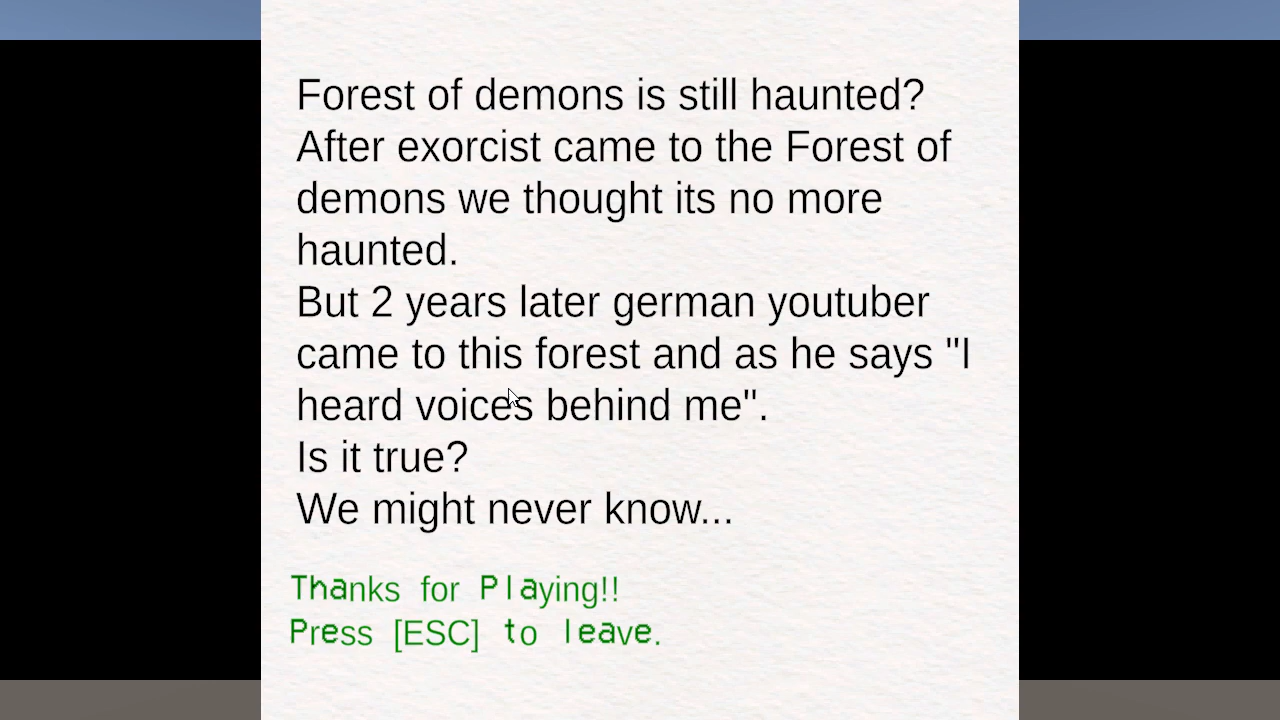 Forest of demons is still haunted?
After exorcist came to the Forest of
demons we thought its no more
haunted.
But 2 years later german youtuber
came to this forest and as he says "I
heard voices behind me".
Is it true?
We might never know...
Thanks for Playing!!
Press [ESC] to leave.